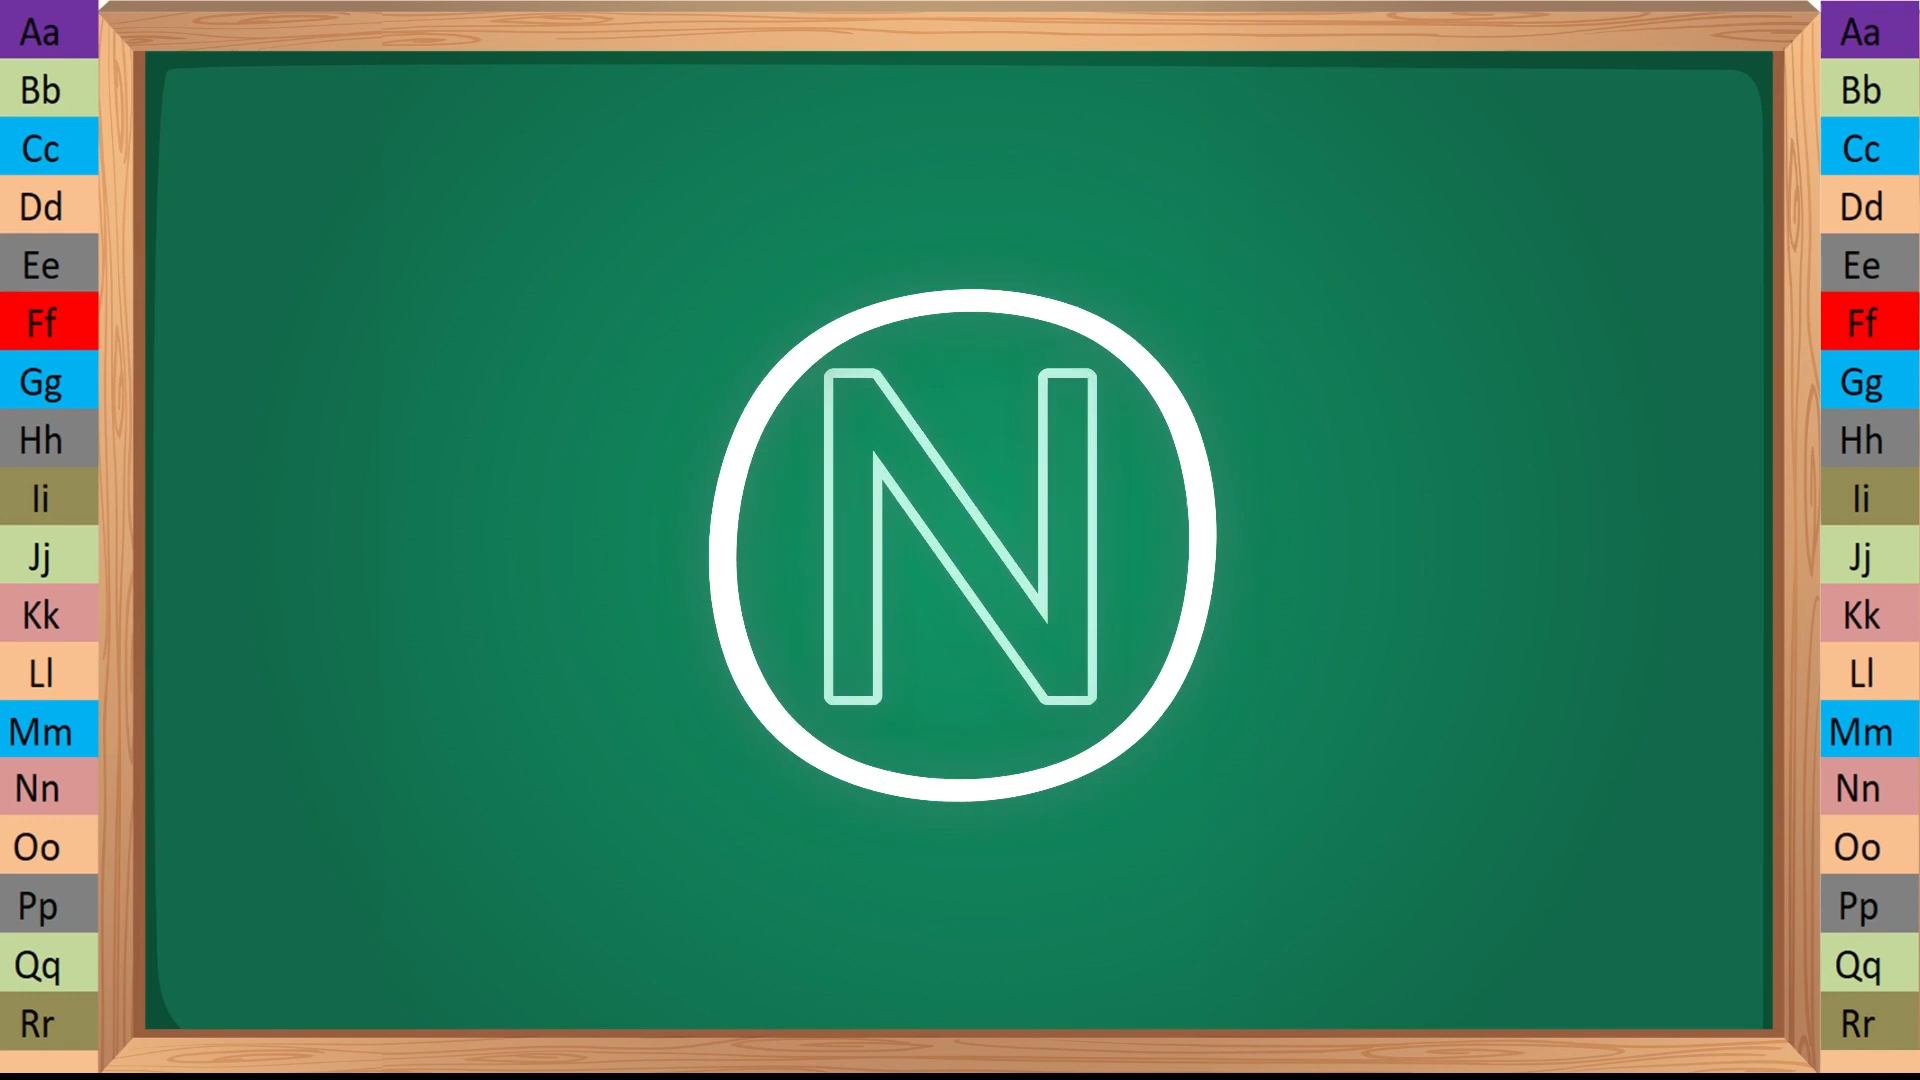 Aa
Bb
Cc
Dd
Ee
Ff
Gg
Hh
Ii
Jj
Kk
Ll
Mm
Nn
Oo
Pp
Qq
Rr
N
Aa
Bb
Cc
Dd
Ee
Ff
Gg
Hh
Ii
Jj
Kk
Ll
Mm
Nn
Oo
Pp
Qq
Rr